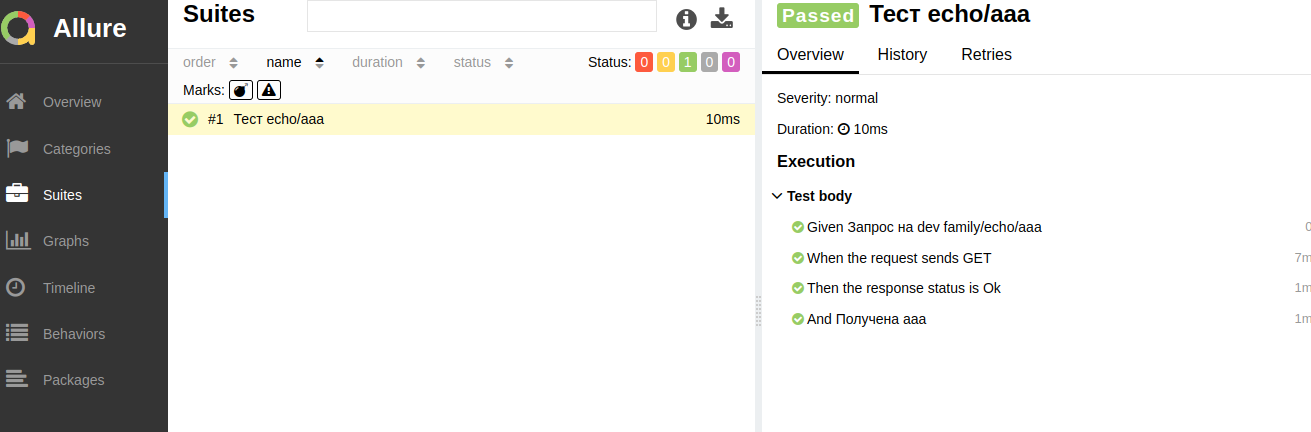 Allure
Overview
Categories
Suites
Graphs
Timeline
Behaviors
Packages
Suites
order name duration status Status: 0 0 1 0 0
Marks:
#1 Тест echo/aaa 10ms
Passed Тест echo/aaa
Overview History Retries
Severity: normal
Duration: 10ms
Execution
Test body
Given Запрос на dev family/echo/aaa 0
When the request sends GET 7m
Then the response status is Ok 1m
And Получена aaa 1m